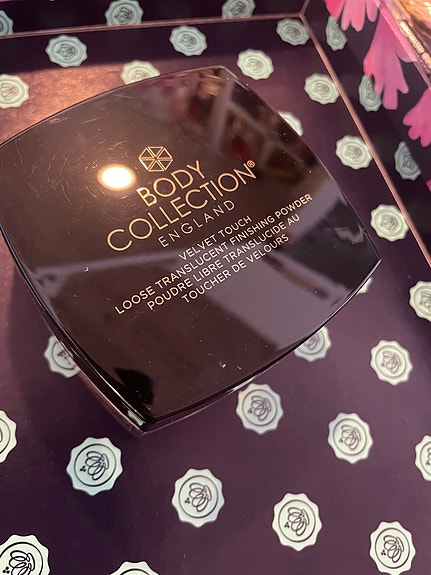 BODY
COLLECTION®
ENGLAND
VELVET TOUCH
LOOSE TRANSLUCENT FINISHING POWDER
POUDRE LIBRE TRANSLUCIDE AU
TOUCHER DE VELOURS